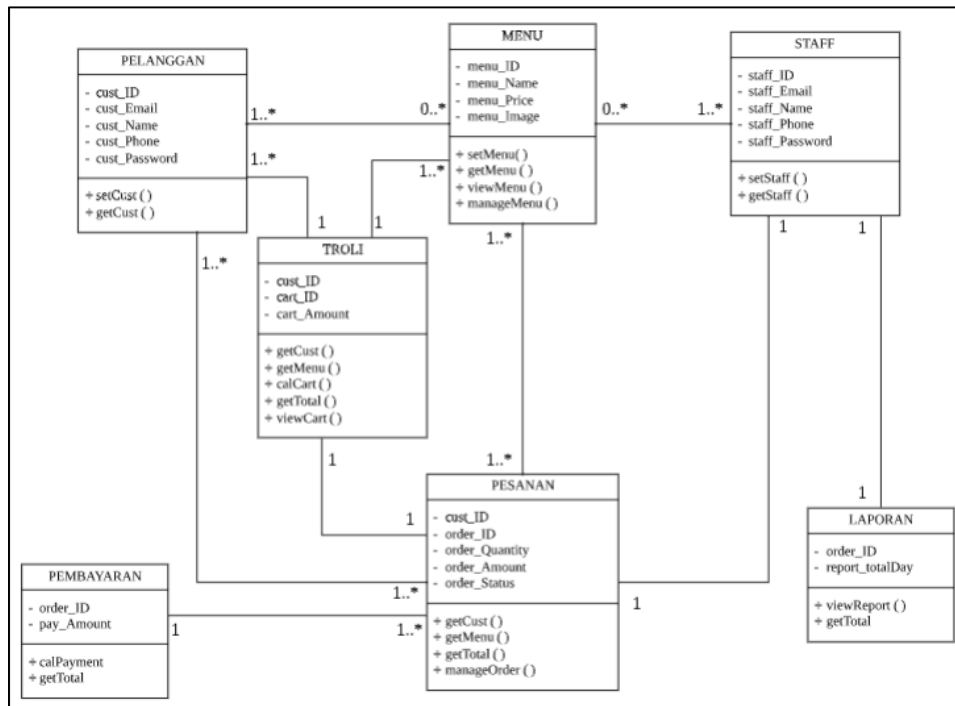 PELANGGAN
- cust_ID
- cust_Email
- cust_Name
- cust_Phone
- cust_Password
+ setCust ( )
+ getCust ( )
MENU
- menu_ID
- menu_Name
- menu_Price
- menu_Image
+ setMenu( )
+ getMenu ( )
+ viewMenu ( )
+ manageMenu ( )
STAFF
- staff_ID
- staff_Email
- staff_Name
- staff_Phone
- staff_Password
+ setStaff ( )
+ getStaff ( )
1..*
0..*
0..*
1..*
1..*
1..*
1
1
1..*
1..*
1
1
TROLI
- cust_ID
- cart_ID
- cart_Amount
+ getCust ( )
+ getMenu ( )
+ calCart ( )
+ getTotal ( )
+ viewCart ( )
1
1
1..*
1
PESANAN
- cust_ID
- order_ID
- order_Quantity
- order_Amount
- order_Status
+ getCust ( )
+ getMenu ( )
+ getTotal ( )
+ manageOrder ( )
LAPORAN
- order_ID
- report_totalDay
+ viewReport ( )
+ getTotal
PEMBAYARAN
- order_ID
- pay_Amount
+ calPayment
+ getTotal
1..*
1
1
1..*